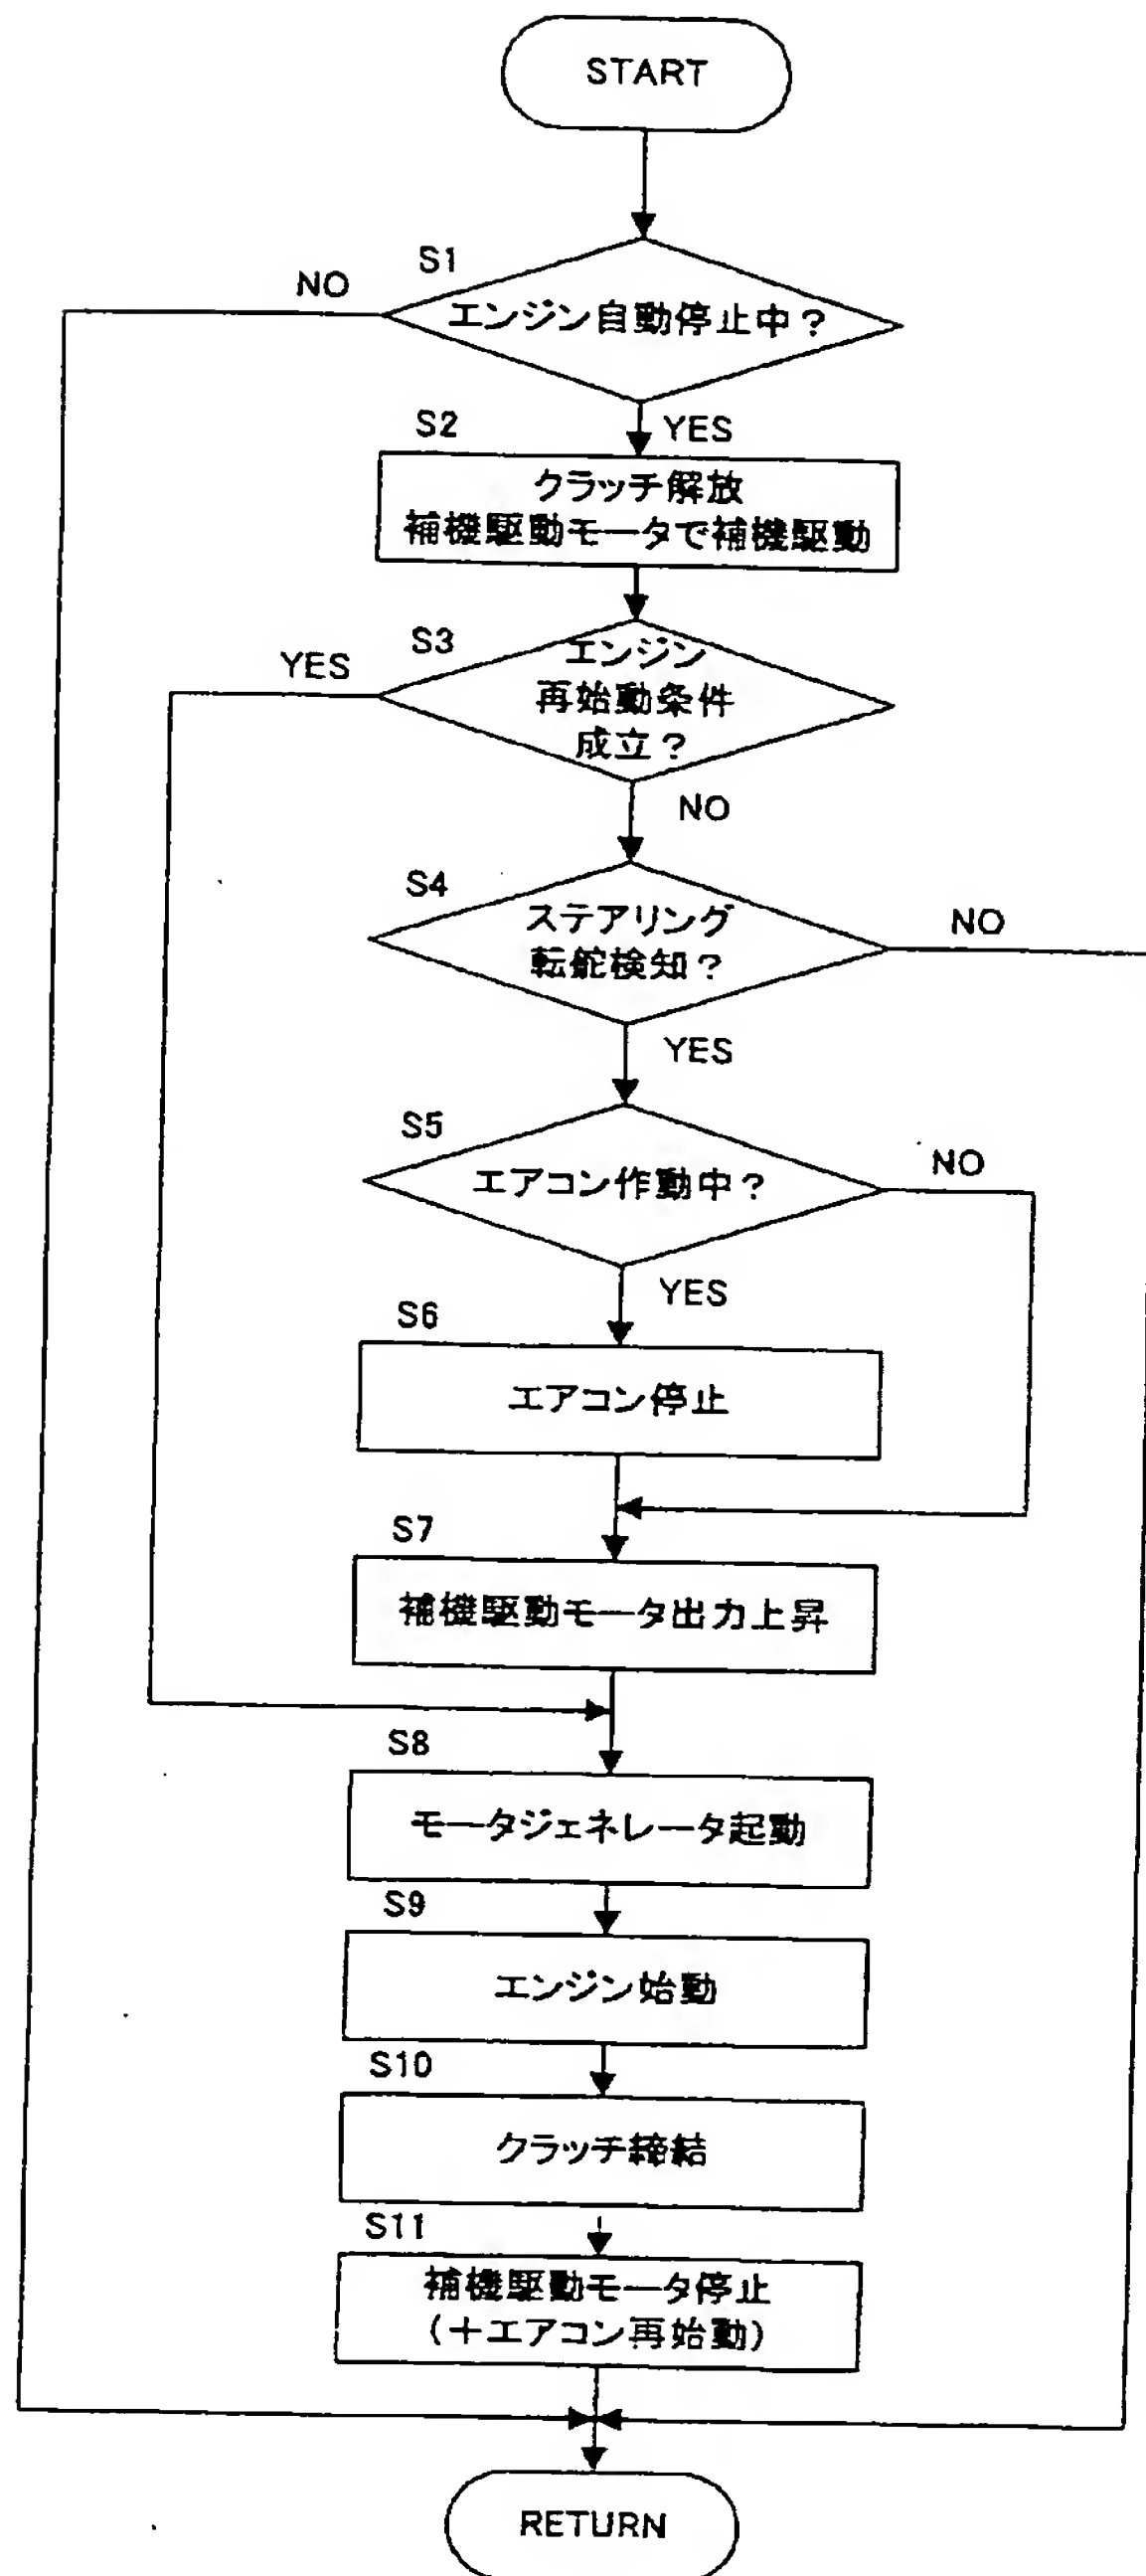 START
S1
NO
エンジン自動停止中？
YES
S2
クラッチ解放
補機駆動モータで補機駆動
S3
YES
エンジン
再始動条件
成立？
NO
S4
ステアリング
転舵検知？
NO
YES
S5
エアコン作動中？
NO
YES
S6
エアコン停止
S7
補機駆動モータ出力上昇
S8
モータジェネレータ起動
S9
エンジン始動
S10
クラッチ締結
S11
補機駆動モータ停止
(＋エアコン再始動)
RETURN